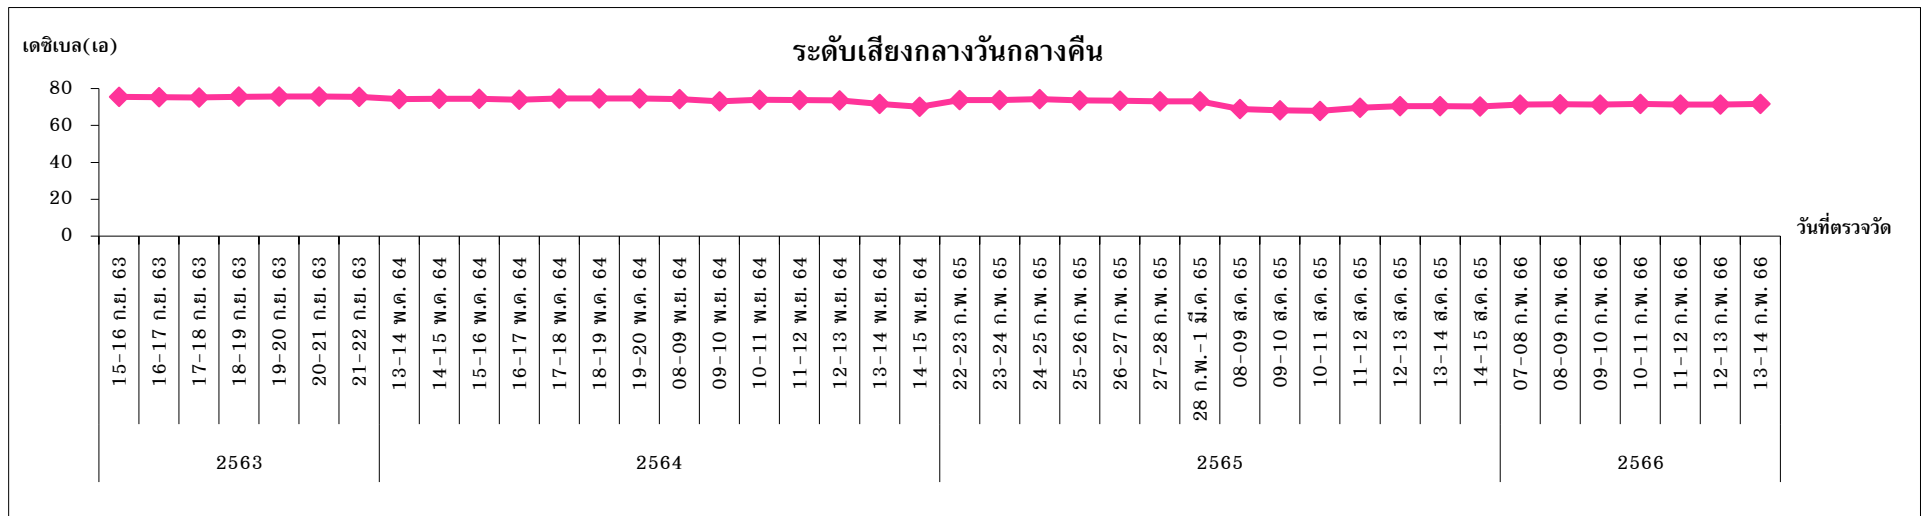 เดซิเบล(เอ)
ระดับเสียงกลางวันกลางคืน
80
60
40
20
0
วันที่ตรวจวัด
15-16 ก.ย. 63
16-17 ก.ย. 63
17-18 ก.ย. 63
18-19 ก.ย. 63
19-20 ก.ย. 63
20-21 ก.ย. 63
21-22 ก.ย. 63
13-14 พ.ค. 64
14-15 พ.ค. 64
15-16 พ.ค. 64
16-17 พ.ค. 64
17-18 พ.ค. 64
18-19 พ.ค. 64
19-20 พ.ค. 64
08-09 พ.ย. 64
09-10 พ.ย. 64
10-11 พ.ย. 64
11-12 พ.ย. 64
12-13 พ.ย. 64
13-14 พ.ย. 64
14-15 พ.ย. 64
22-23 ก.พ. 65
23-24 ก.พ. 65
24-25 ก.พ. 65
25-26 ก.พ. 65
26-27 ก.พ. 65
27-28 ก.พ. 65
28 ก.พ.-1 มี.ค. 65
08-09 ส.ค. 65
09-10 ส.ค. 65
10-11 ส.ค. 65
11-12 ส.ค. 65
12-13 ส.ค. 65
13-14 ส.ค. 65
14-15 ส.ค. 65
07-08 ก.พ. 66
08-09 ก.พ. 66
09-10 ก.พ. 66
10-11 ก.พ. 66
11-12 ก.พ. 66
12-13 ก.พ. 66
13-14 ก.พ. 66
2563
2564
2565
2566